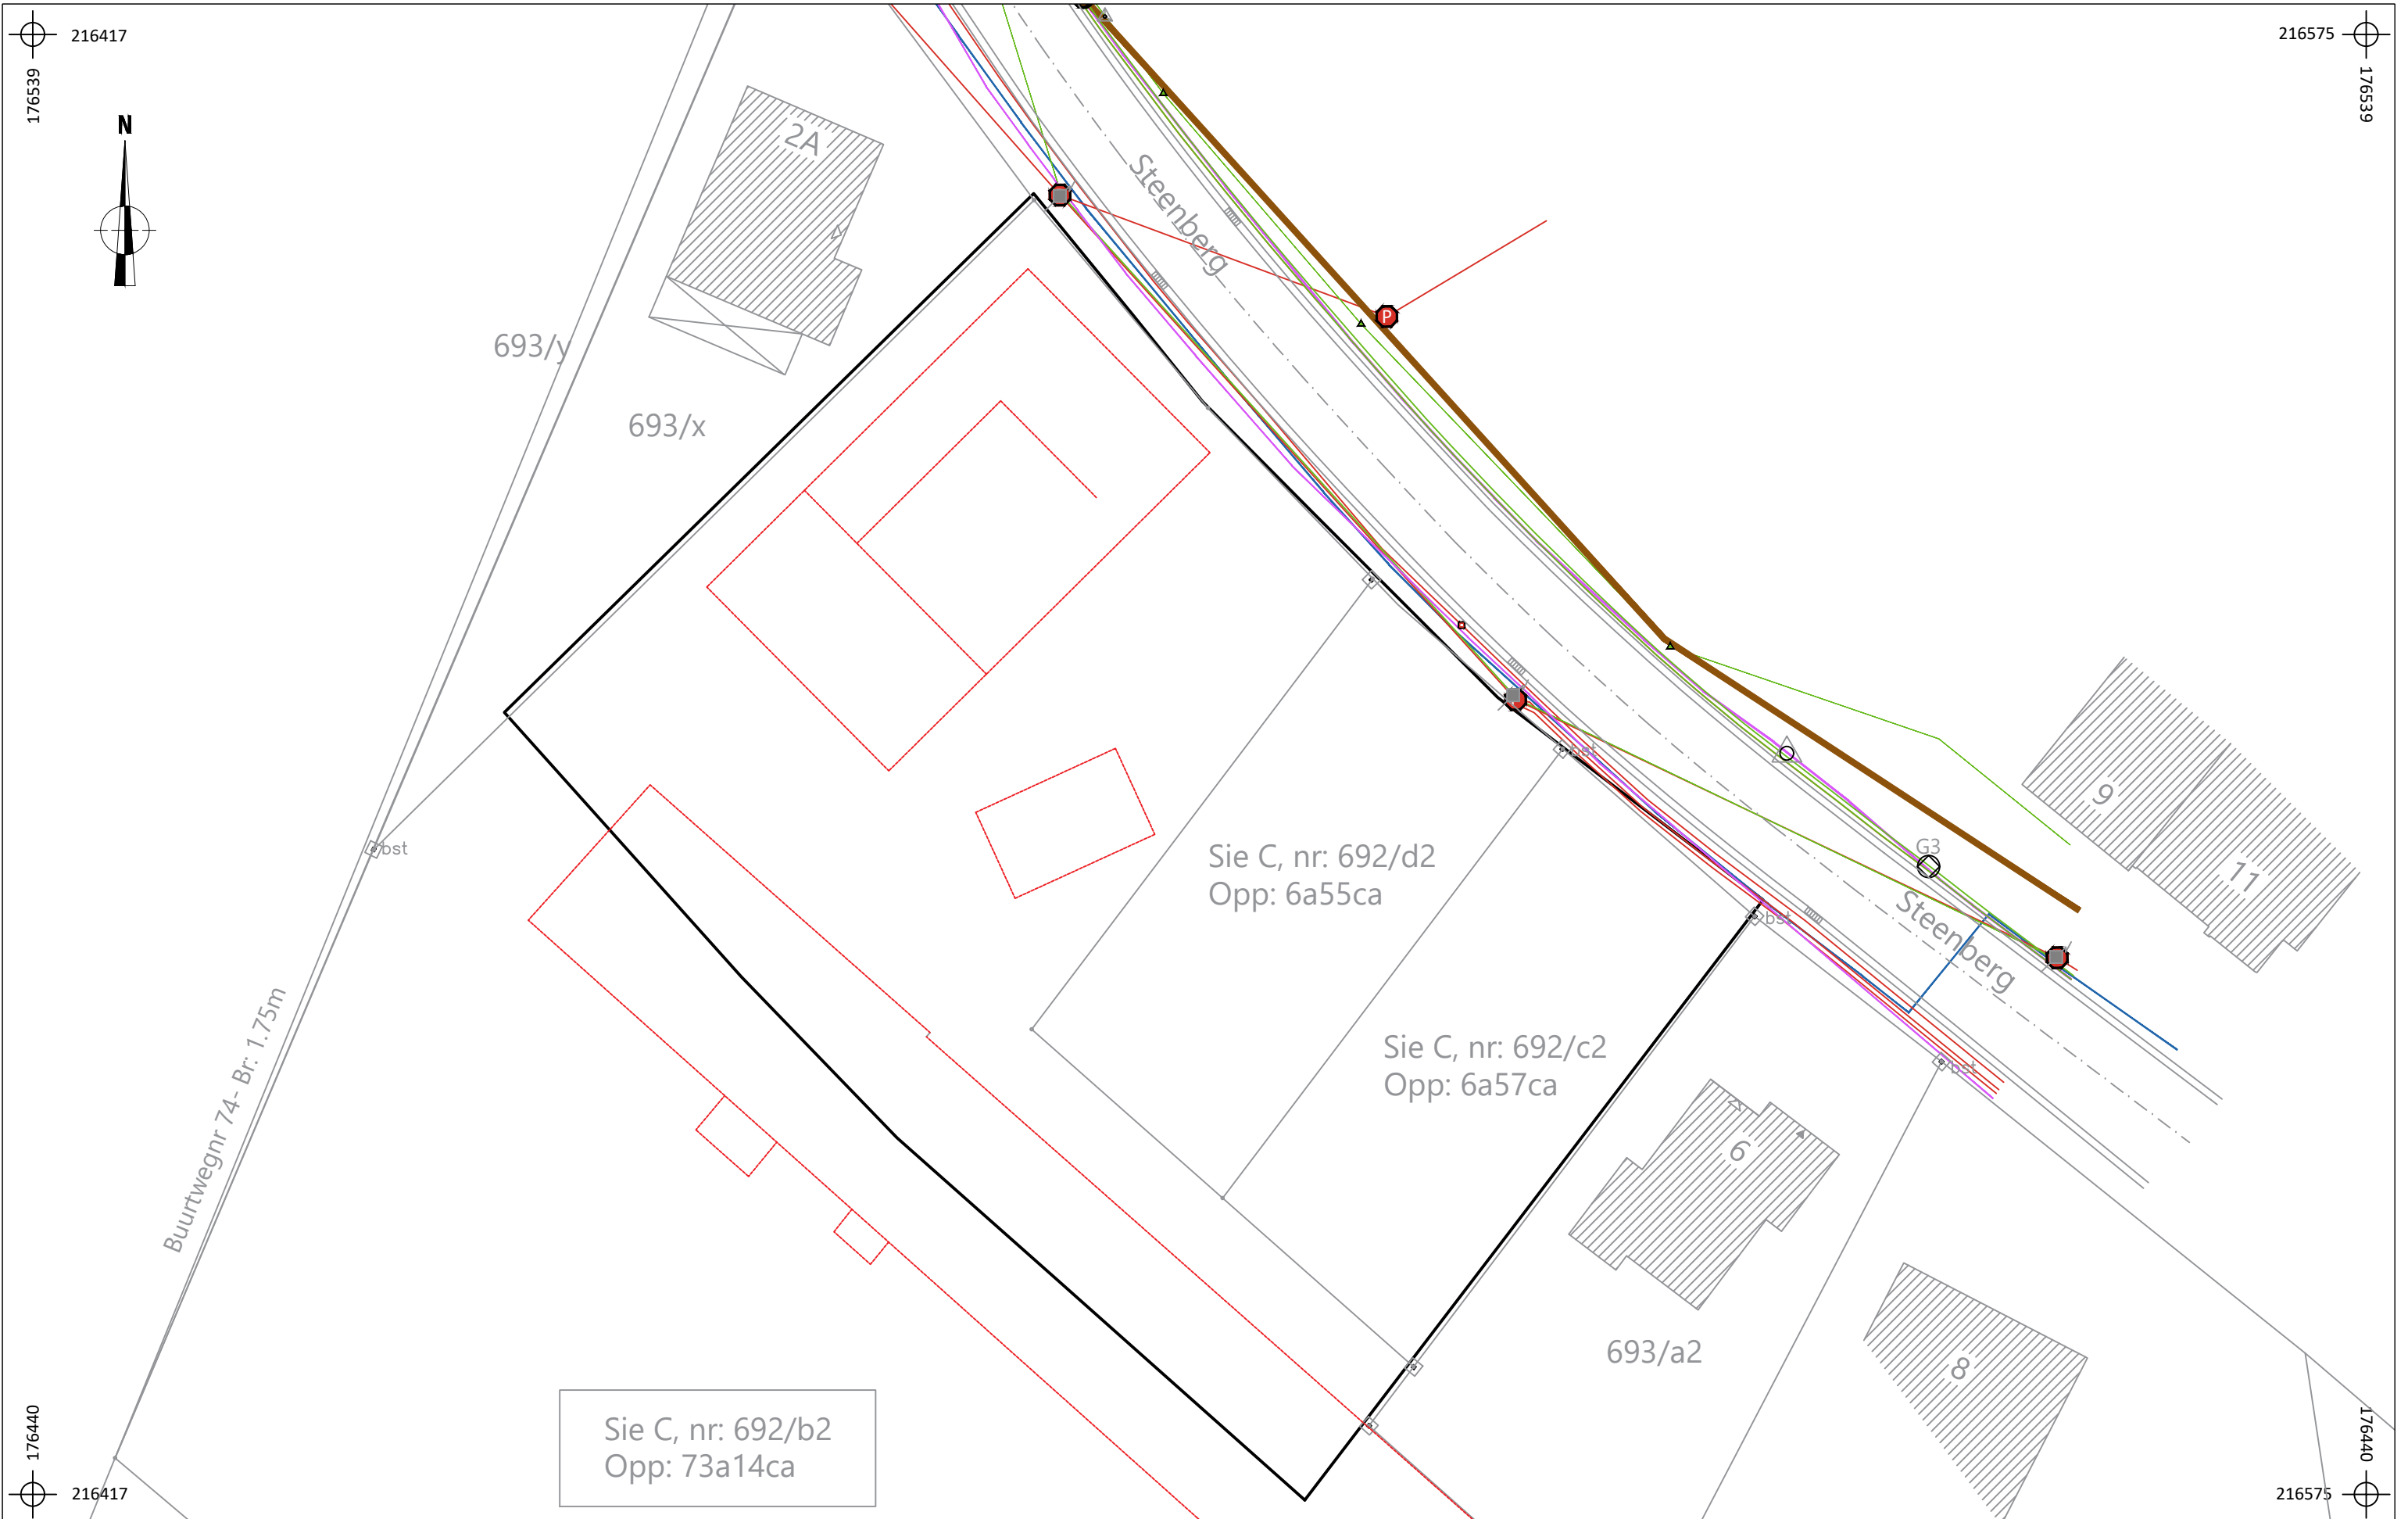 216417
216575
176539
176539
N
2A
Steenberg
693/y
693/x
P
bst
bst
9
11
Sie C, nr: 692/d2
Opp: 6a55ca
G3
bst
Steenberg
Buurtwegnr 74- Br: 1.75m
Sie C, nr: 692/c2
Opp: 6a57ca
bst
6
693/a2
8
Sie C, nr: 692/b2
Opp: 73a14ca
176440
176440
216417
216575